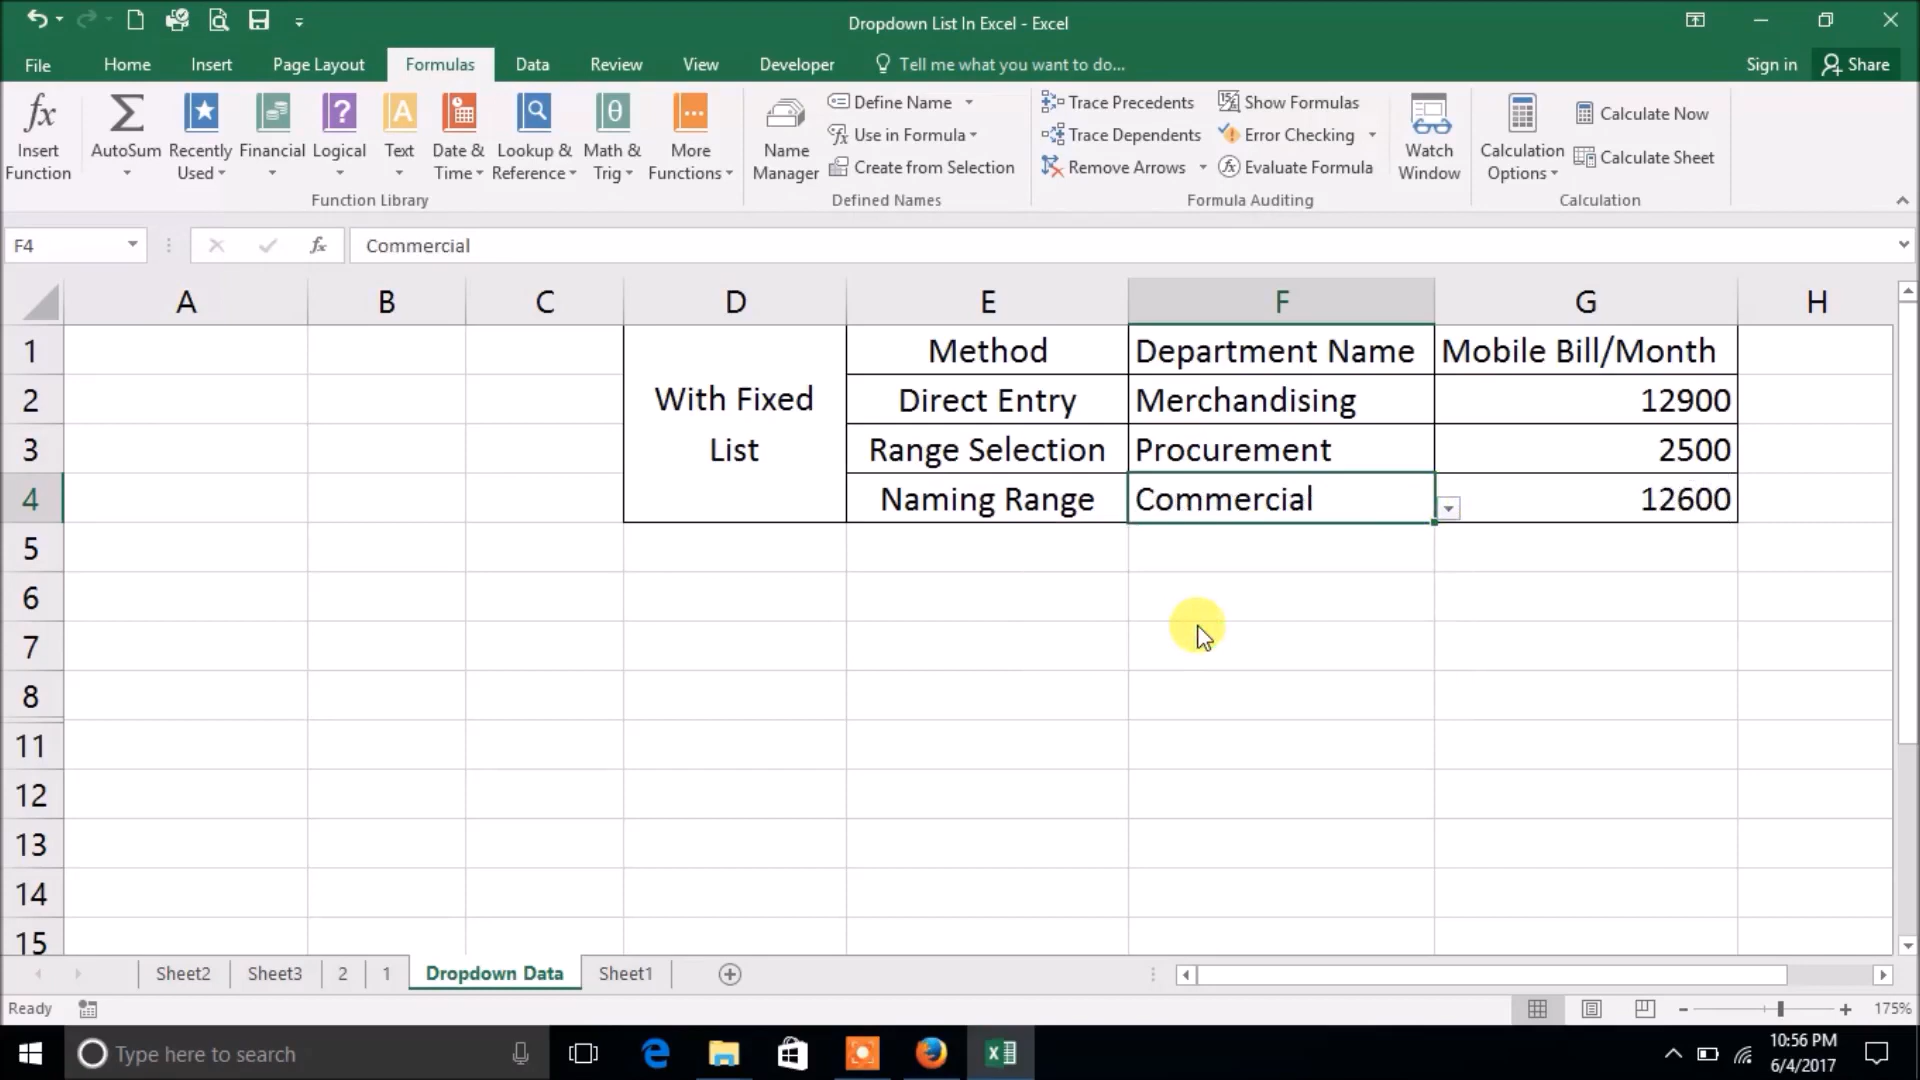 Dropdown List In Excel - Excel
File Home Insert Page Layout Formulas Data Review View Developer Tell me what you want to do... Sign in Share
fx Insert Function
Σ AutoSum
Recently Used
Financial
? Logical
A Text
Date & Time
Lookup & Reference
θ Math & Trig
More Functions
Function Library
Name Manager
Define Name
Use in Formula
Create from Selection
Defined Names
Trace Precedents
Trace Dependents
Remove Arrows
Show Formulas
Error Checking
Evaluate Formula
Formula Auditing
Watch Window
Calculation Options
Calculate Now
Calculate Sheet
Calculation
F4 fx Commercial
A B C D E F G H
1 Method Department Name Mobile Bill/Month
2 With Fixed Direct Entry Merchandising 12900
3 List Range Selection Procurement 2500
4 Naming Range Commercial 12600
5
6
7
8
11
12
13
14
15
Sheet2 Sheet3 2 1 Dropdown Data Sheet1
Ready 175%
Type here to search
10:56 PM
6/4/2017